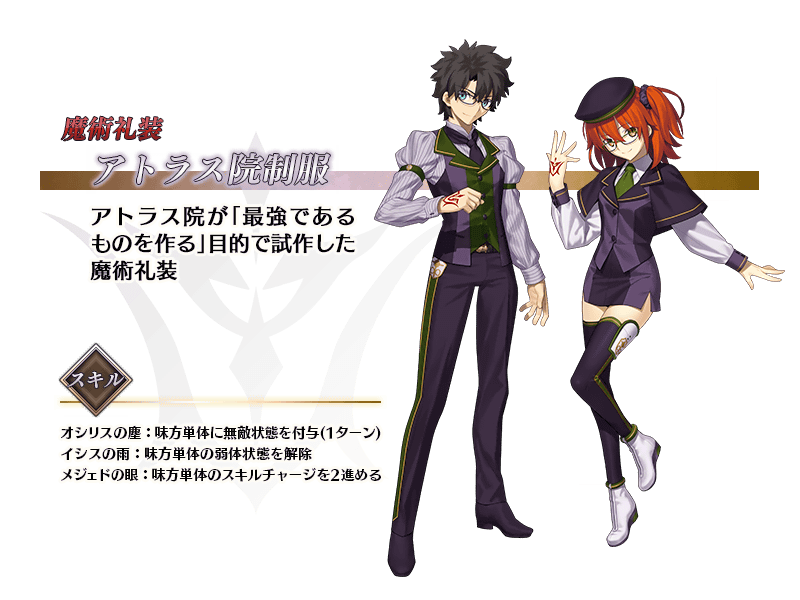 魔術礼装
アトラス院制服
アトラス院が「最強である
ものを作る」目的で試作した
魔術礼装
スキル
オシリスの塵：味方単体に無敵状態を付与(1ターン)
イシスの雨：味方単体の弱体状態を解除
メジェドの眼：味方単体のスキルチャージを2進める